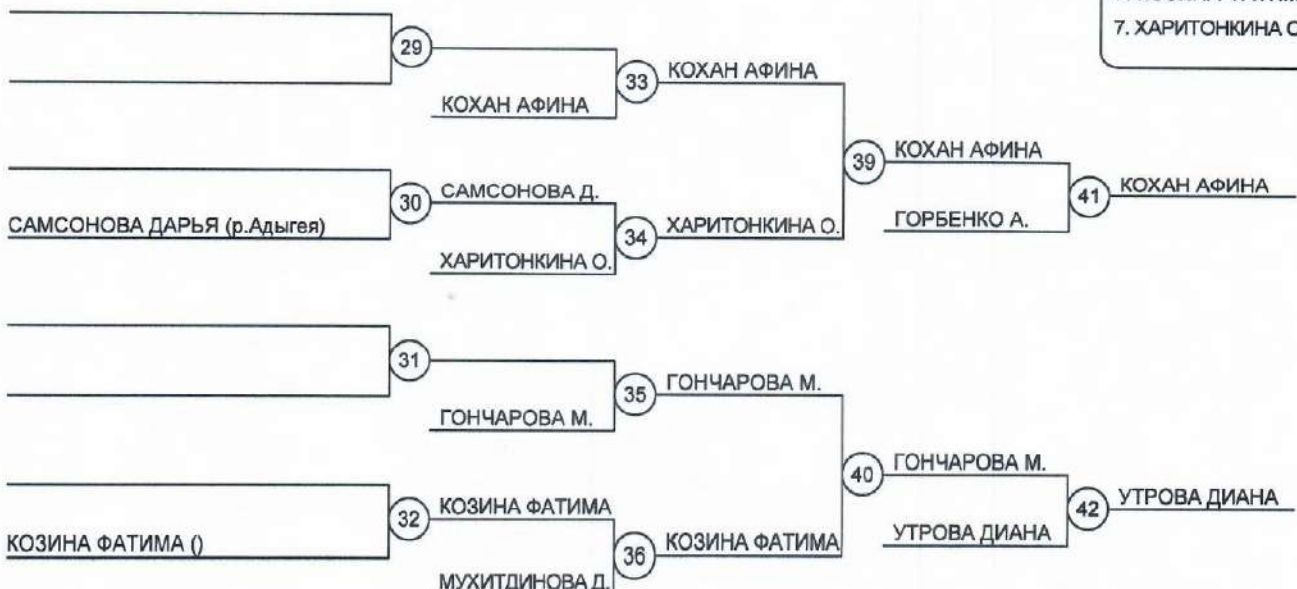 7. ХАРИТОНКИНА О
29
33 КОХАН АФИНА
КОХАН АФИНА
39 КОХАН АФИНА
30 САМСОНОВА Д.
41 КОХАН АФИНА
САМСОНОВА ДАРЬЯ (р.Адыгея)
34 ХАРИТОНКИНА О.
ГОРБЕНКО А.
ХАРИТОНКИНА О.
31
35 ГОНЧАРОВА М.
ГОНЧАРОВА М.
40 ГОНЧАРОВА М.
32 КОЗИНА ФАТИМА
42 УТРОВА ДИАНА
КОЗИНА ФАТИМА ()
36 КОЗИНА ФАТИМА
УТРОВА ДИАНА
МУХИТДИНОВА Д.